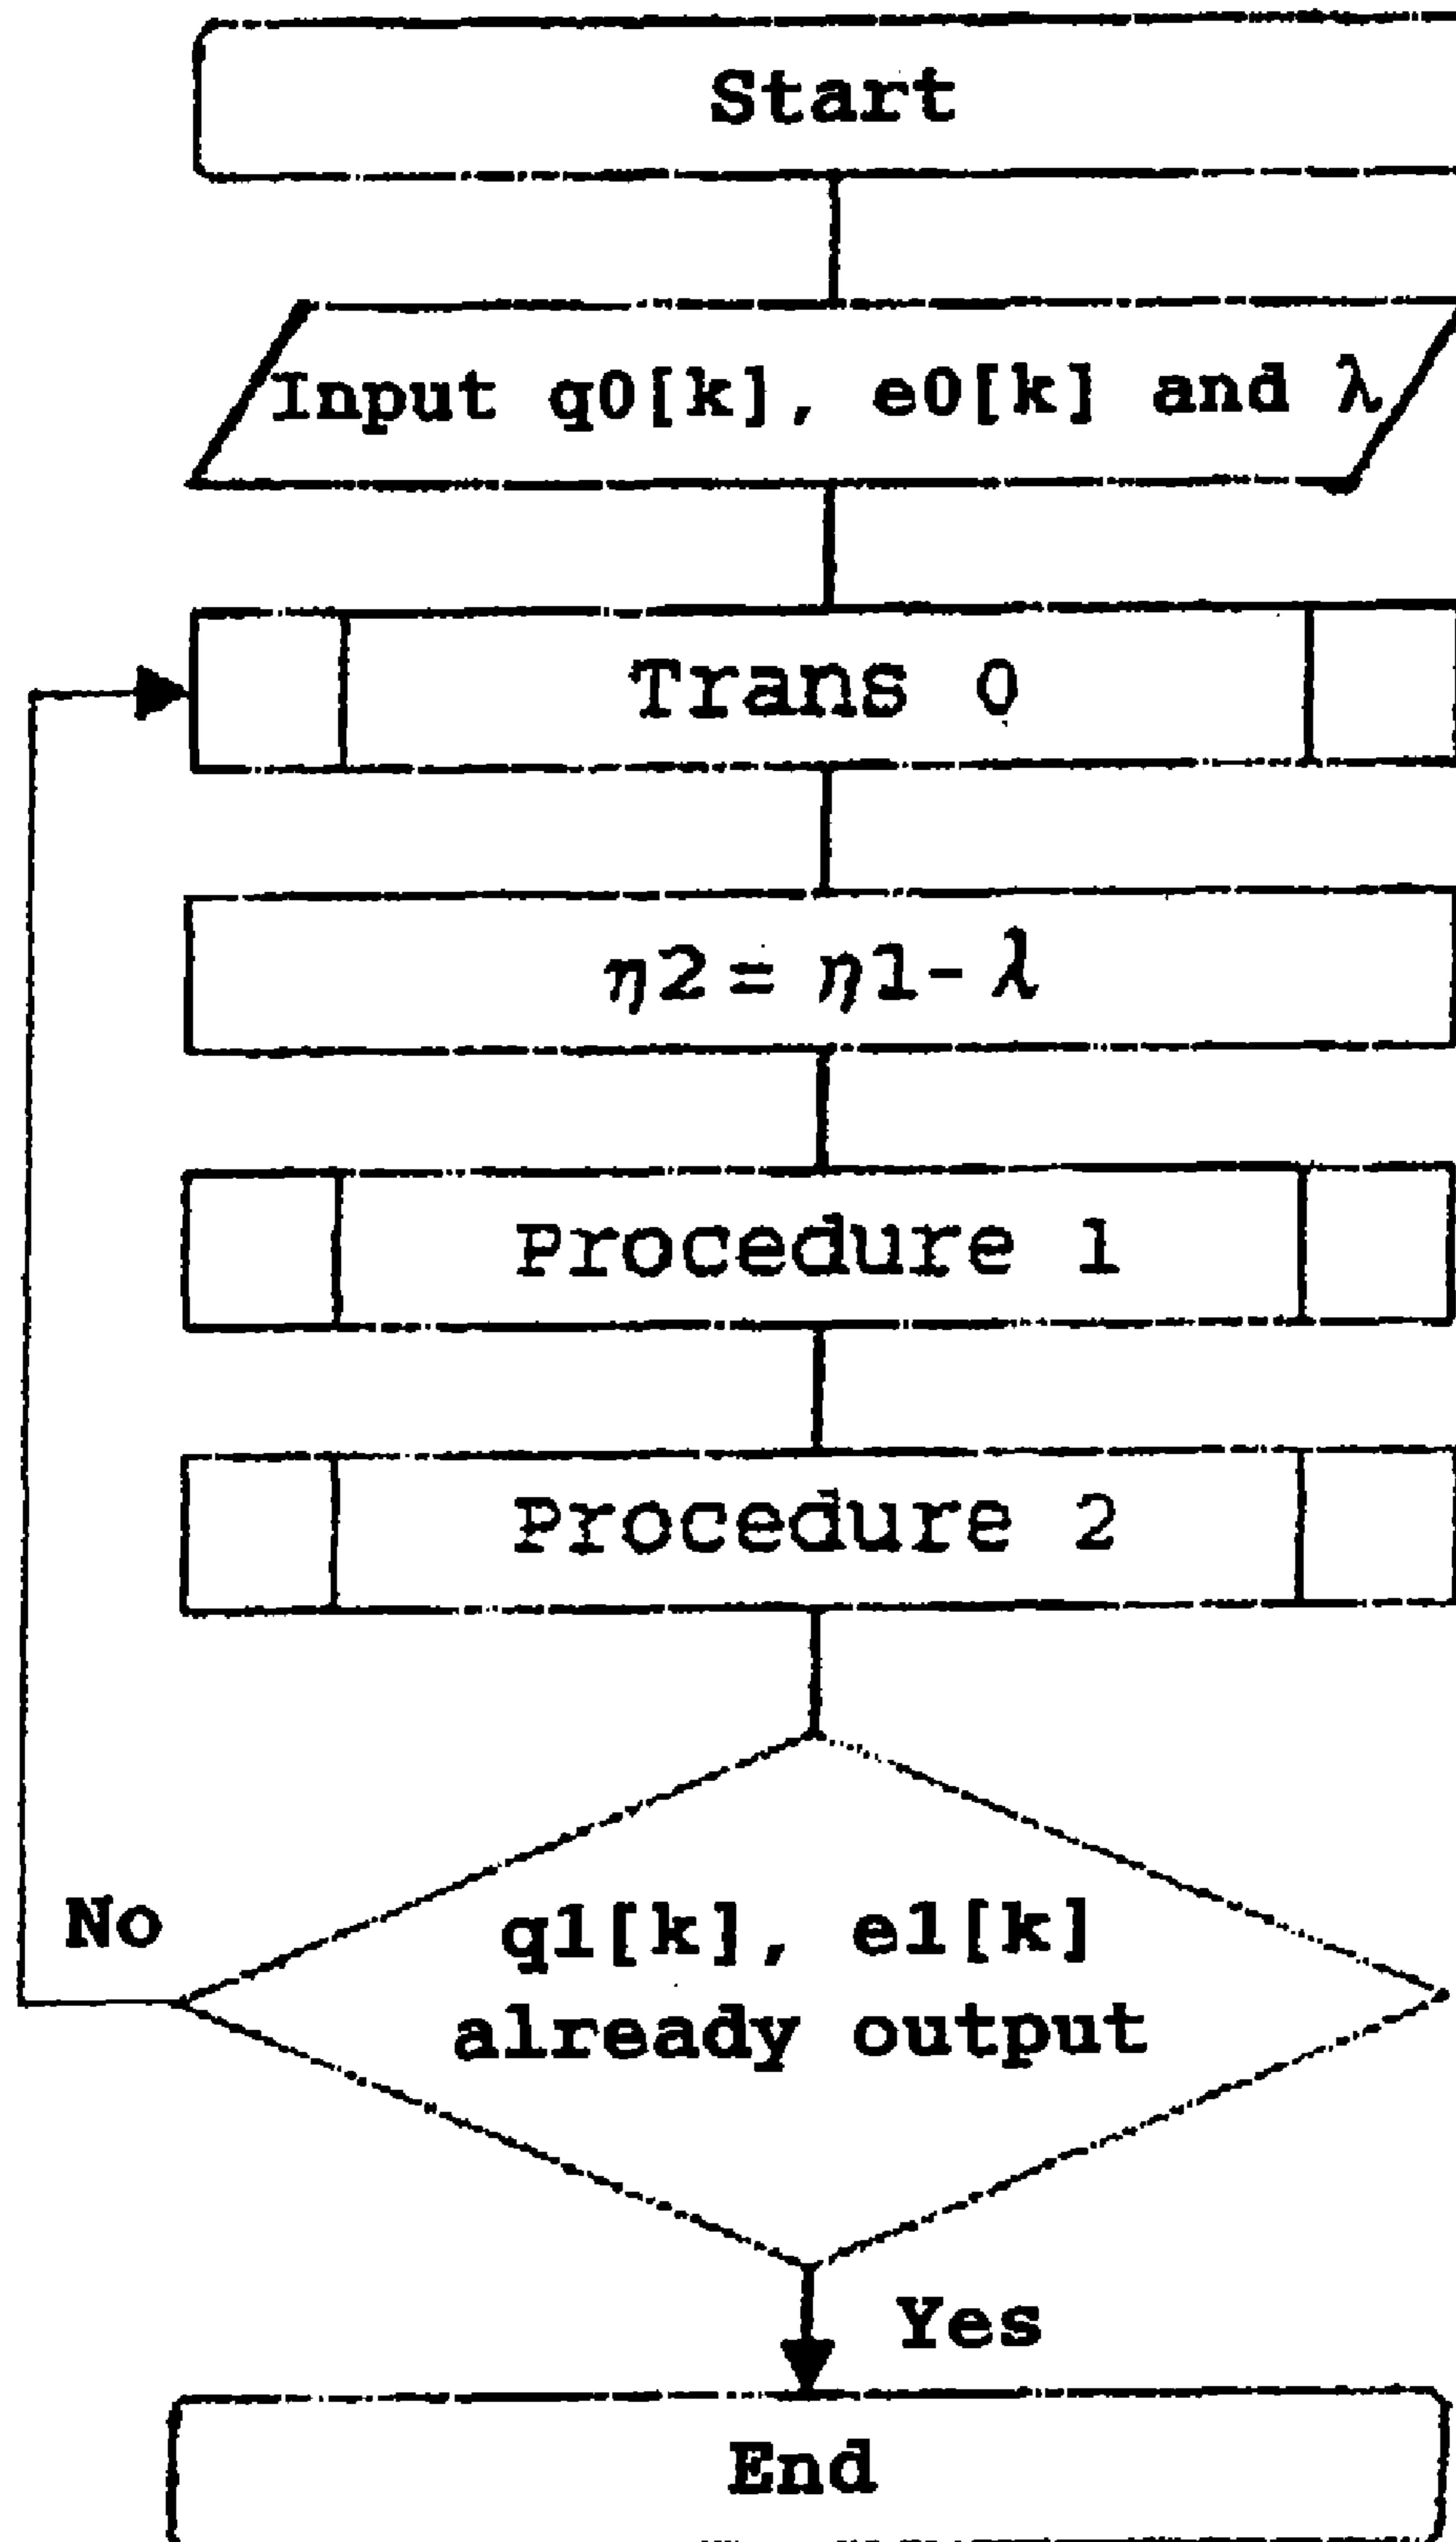 Start
Input q0[k], e0[k] and λ
Trans 0
η2 = η1- λ
Procedure 1
Procedure 2
No
q1[k], e1[k]
already output
Yes
End